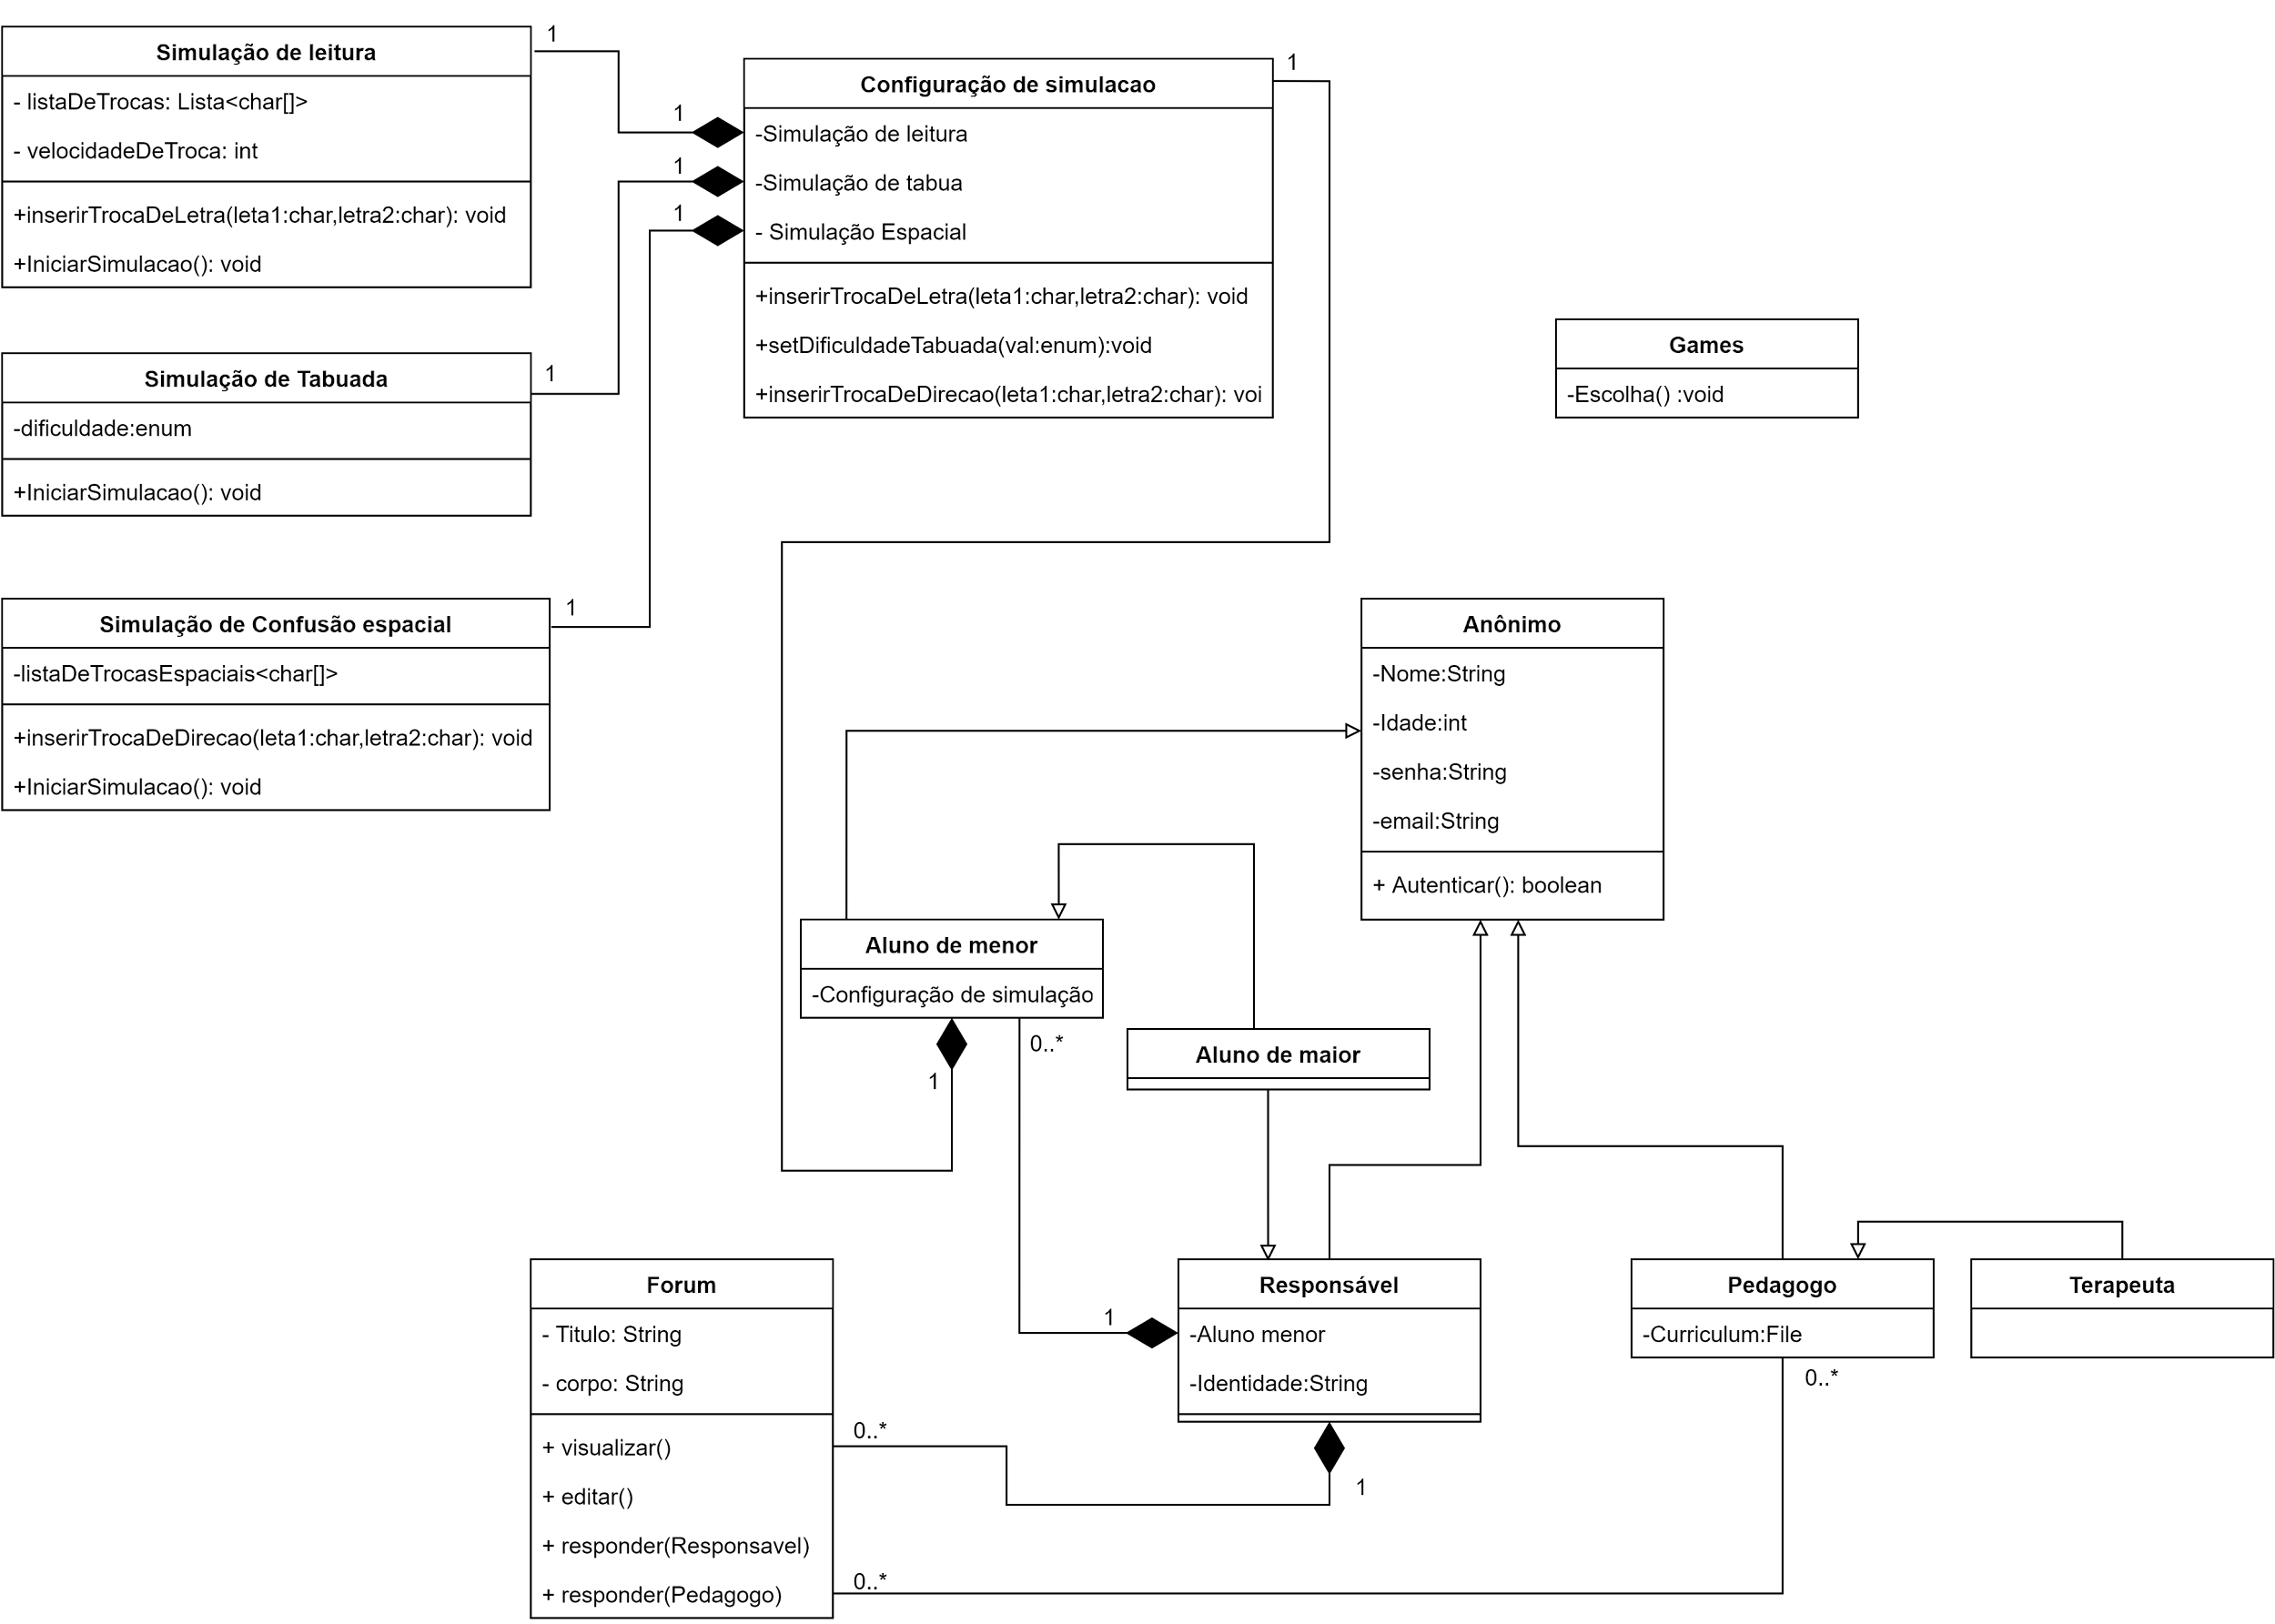 1
Simulação de leitura
- listaDeTrocas: Lista<char[]>
- velocidadeDeTroca: int
+inserirTrocaDeLetra(leta1:char,letra2:char): void
+IniciarSimulacao(): void
1
1
1
1
Configuração de simulacao
-Simulação de leitura
-Simulação de tabua
- Simulação Espacial
+inserirTrocaDeLetra(leta1:char,letra2:char): void
+setDificuldadeTabuada(val:enum):void
+inserirTrocaDeDirecao(leta1:char,letra2:char): voi
Games
-Escolha() :void
Simulação de Tabuada
1
-dificuldade:enum
+IniciarSimulacao(): void
Simulação de Confusão espacial
1
-listaDeTrocasEspaciais<char[]>
+inserirTrocaDeDirecao(leta1:char,letra2:char): void
+IniciarSimulacao(): void
Anônimo
-Nome:String
-Idade:int
-senha:String
-email:String
+ Autenticar(): boolean
Aluno de menor
-Configuração de simulação
0..*
1
Aluno de maior
Forum
- Titulo: String
- corpo: String
+ visualizar()
+ editar()
+ responder(Responsavel)
+ responder(Pedagogo)
0..*
0..*
1
Responsável
-Aluno menor
-Identidade:String
1
Pedagogo
-Curriculum:File
0..*
Terapeuta